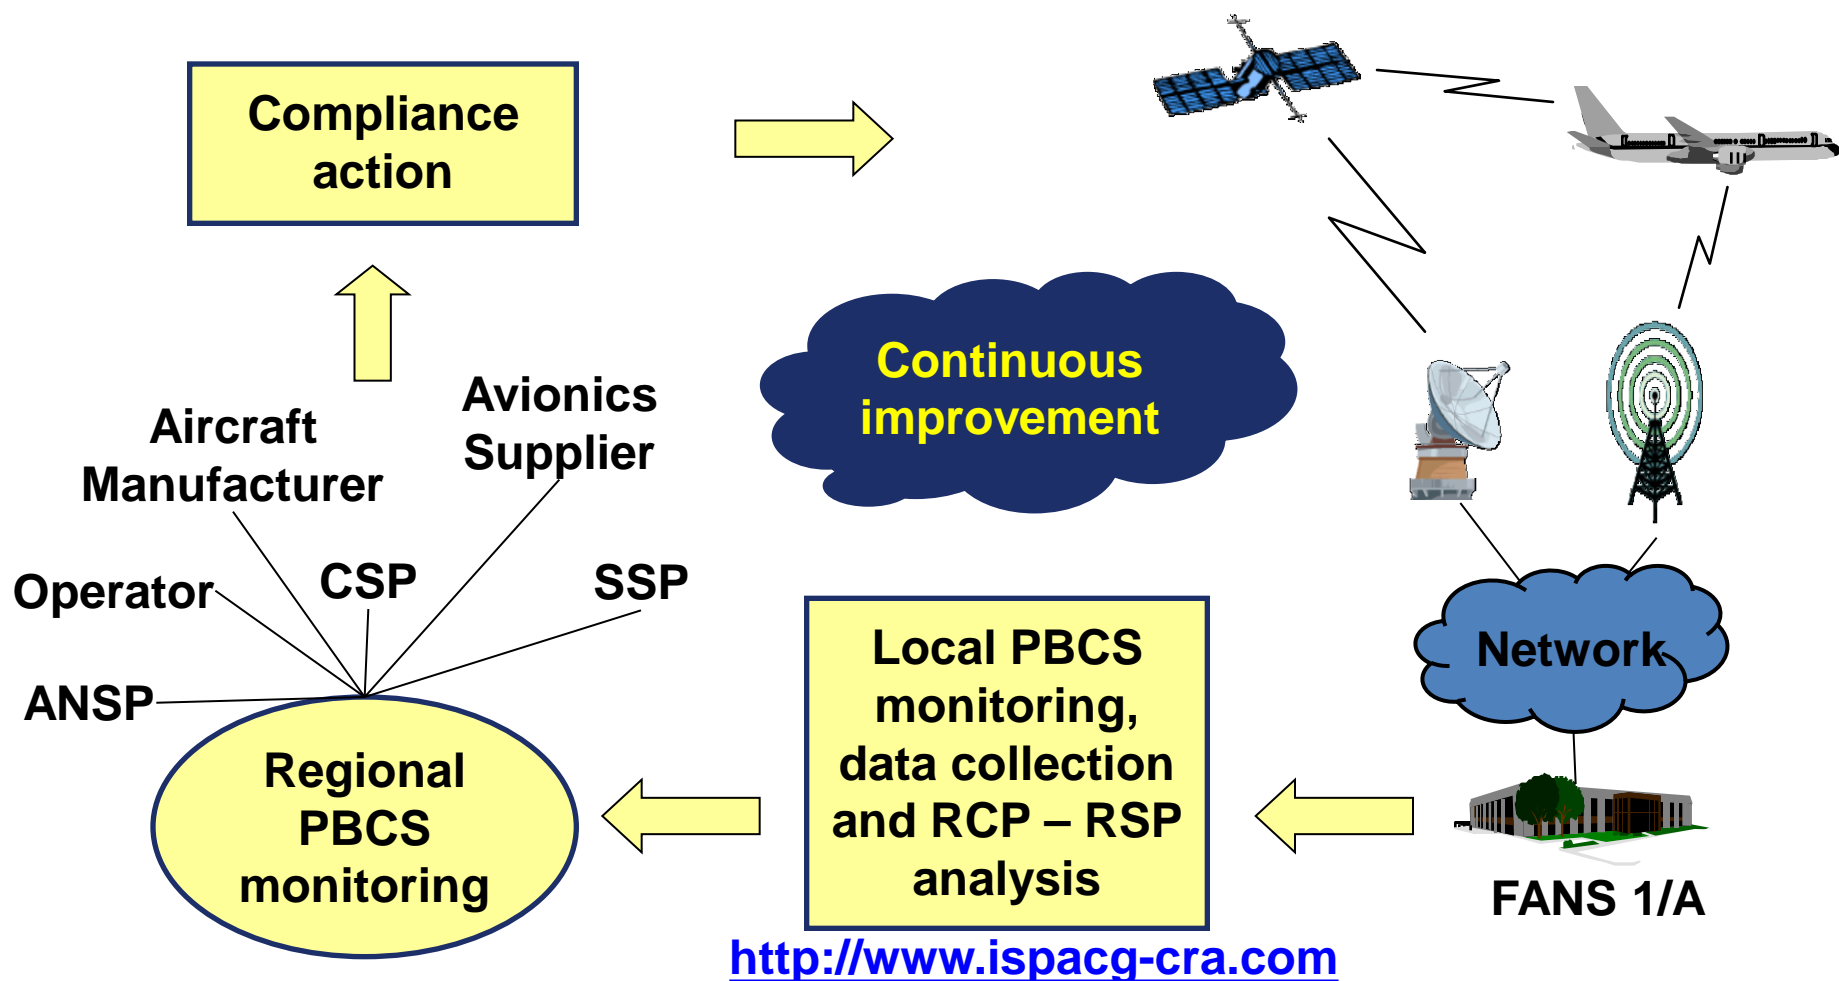 Compliance
action
Continuous
improvement
Avionics
Supplier
Aircraft
Manufacturer
CSP
SSP
Operator
ANSP
Regional
PBCS
monitoring
Local PBCS
monitoring,
data collection
and RCP – RSP
analysis
http://www.ispacg-cra.com
Network
FANS 1/A